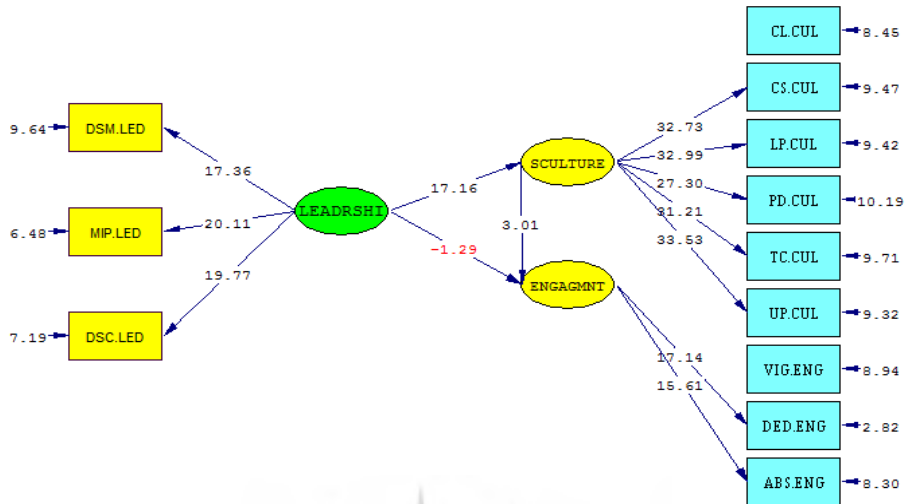 CL.CUL
8.45
CS.CUL
9.47
32.73
9.64
DSM.LED
LP.CUL
9.42
32.99
SCULTURE
17.36
27.30
PD.CUL
10.19
17.16
LEADRSHI
31.21
20.11
3.01
6.48
MIP.LED
33.53
TC.CUL
9.71
-1.29
19.77
ENGAGMNT
UP.CUL
9.32
7.19
DSC.LED
17.14
VIG.ENG
8.94
15.61
DED.ENG
2.82
ABS.ENG
8.30